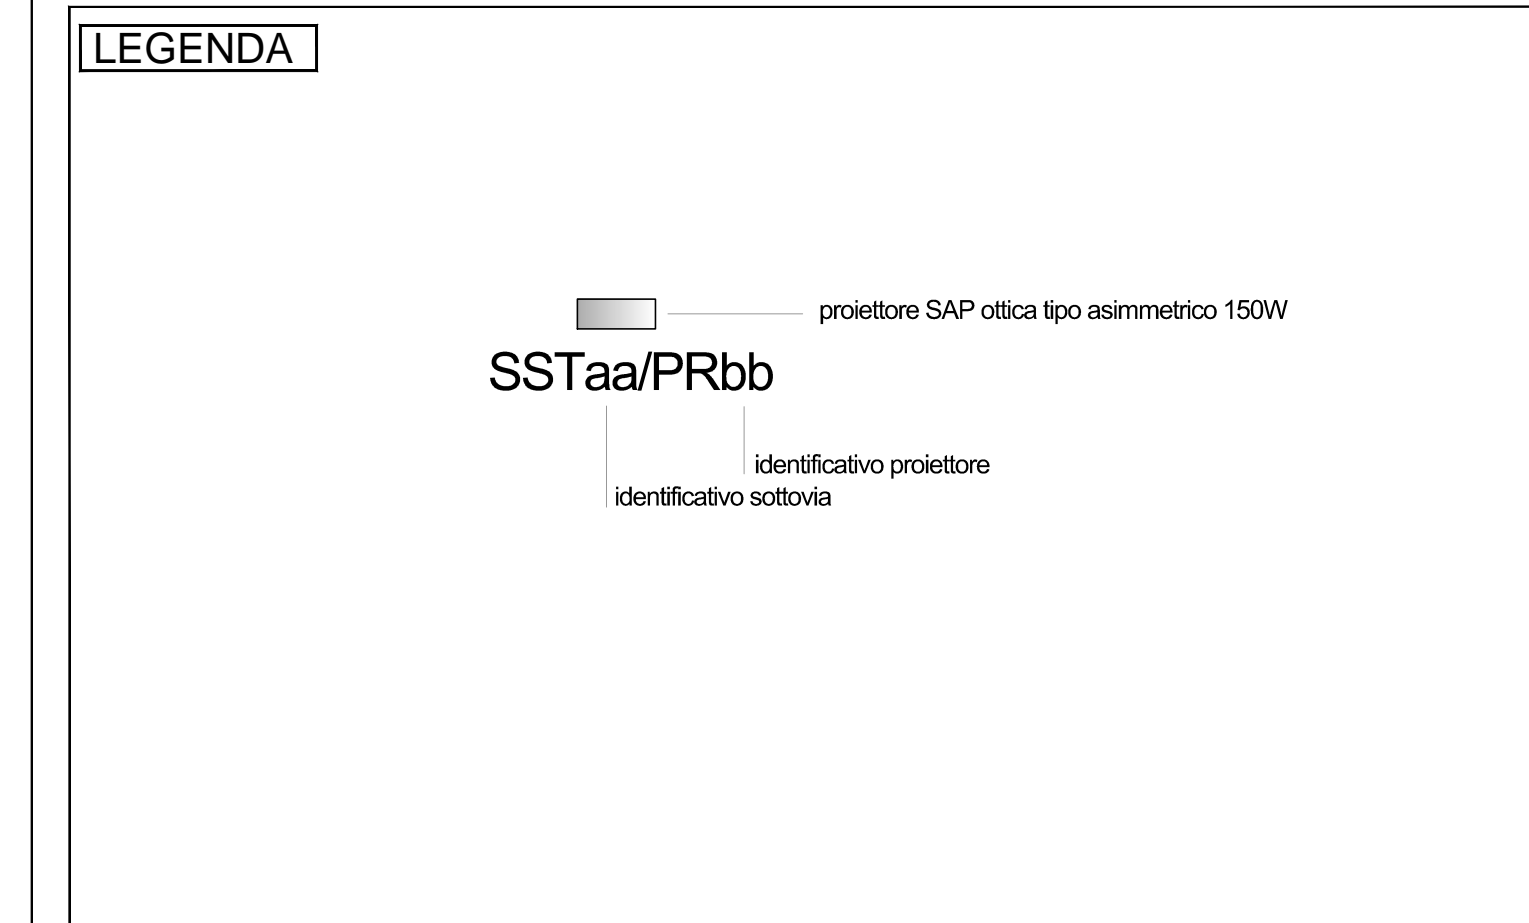 LEGENDA
proiettore SAP ottica tipo asimmetrico 150W
SSTaa/PRbb
identificativo proiettore
identificativo sottovia